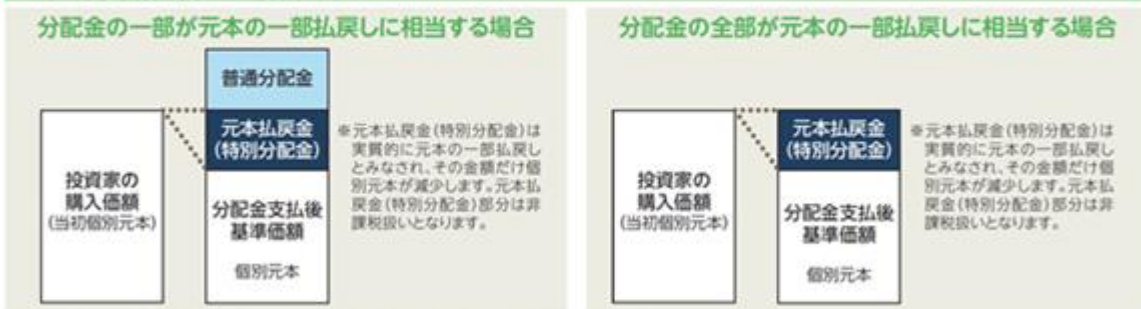 分配金の一部が元本の一部払戻しに相当する場合
普通分配金
元本払戻金
(特別分配金)
投資家の
購入価額
(当初個別元本)
分配金支払後
基準価額
個別元本
※元本払戻金(特別分配金)は
実質的に元本の一部払戻し
とみなされ、その金額だけ個
別元本が減少します。元本払
戻金(特別分配金)部分は非
課税扱いとなります。
分配金の全部が元本の一部払戻しに相当する場合
元本払戻金
(特別分配金)
投資家の
購入価額
(当初個別元本)
分配金支払後
基準価額
個別元本
※元本払戻金(特別分配金)は
実質的に元本の一部払戻し
とみなされ、その金額だけ個
別元本が減少します。元本払
戻金(特別分配金)部分は非
課税扱いとなります。